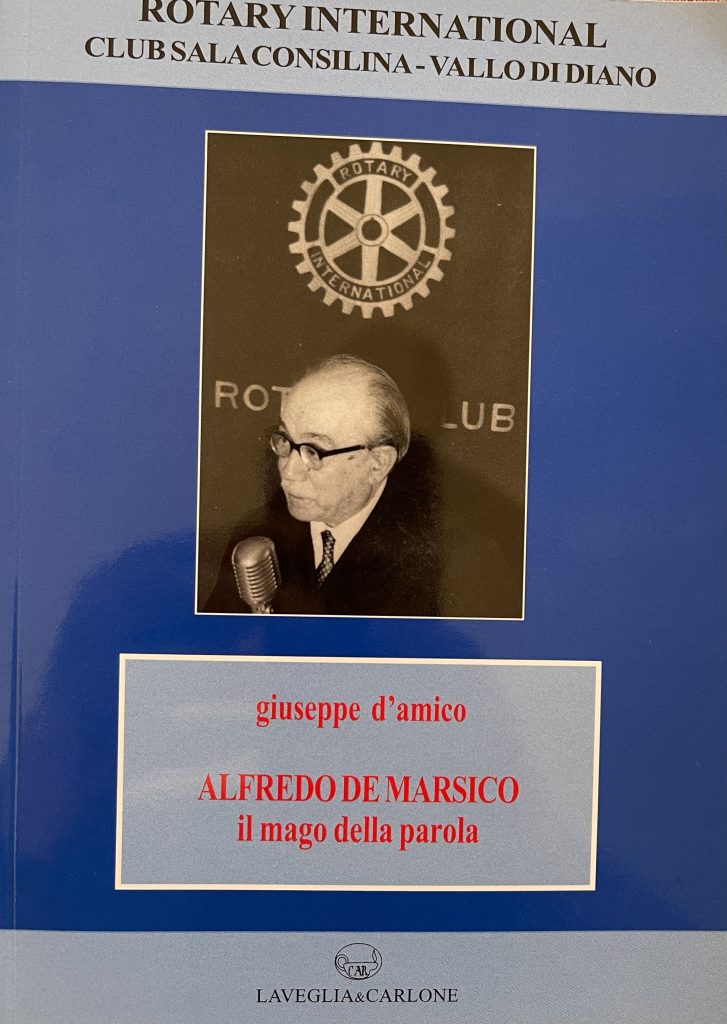 ROTARY INTERNATIONAL
CLUB SALA CONSILINA - VALLO DI DIANO
ROTARY
INTERNATIONAL
ROT LUB
giuseppe d'amico
ALFREDO DE MARSICO
il mago della parola
CAR
LAVEGLIA&CARLONE